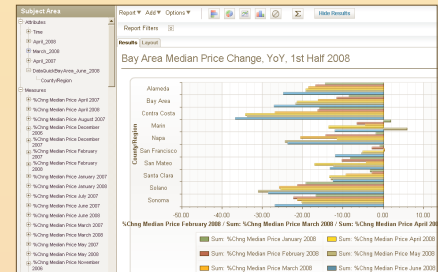 Subject Area
Attributes
Time
April_2008
March_2008
April_2007
DataQuickBayArea_June_2008
County/Region
Measures
%Chng Median Price April 2007
%Chng Median Price April 2008
%Chng Median Price August 2007
%Chng Median Price December 2006
%Chng Median Price December 2007
%Chng Median Price February 2007
%Chng Median Price February 2008
%Chng Median Price January 2007
%Chng Median Price January 2008
%Chng Median Price July 2007
%Chng Median Price June 2007
%Chng Median Price June 2008
%Chng Median Price March 2007
%Chng Median Price March 2008
%Chng Median Price May 2007
%Chng Median Price May 2008
%Chng Median Price November 2006
Report Add Options Σ Hide Results
Report Filters
Results Layout
Bay Area Median Price Change, YoY, 1st Half 2008
County/Region
Alameda
Bay Area
Contra Costa
Marin
Napa
San Francisco
San Mateo
Santa Clara
Solano
Sonoma
-50.00 -40.00 -30.00 -20.00 -10.00 0.00 10.00
%Chng Median Price February 2008 / Sum: %Chng Median Price March 2008 / Sum: %Chng Median Price April 200
Sum: %Chng Median Price January 2008 Sum: %Chng Median Price April 2008
Sum: %Chng Median Price February 2008 Sum: %Chng Median Price May 2008
Sum: %Chng Median Price March 2008 Sum: %Chng Median Price June 2008